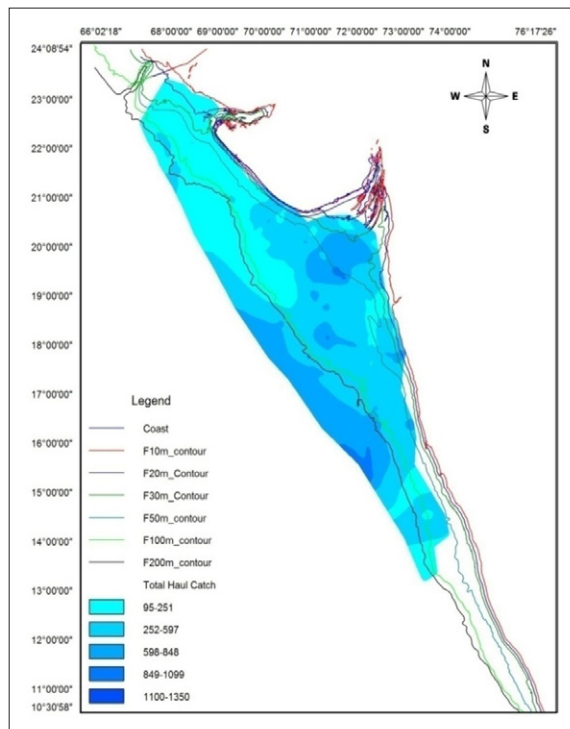 66°02'18" 68°00'00" 69°00'00" 70°00'00" 72°00'00" 73°00'00" 74°00'00" 76°17'26"
24°08'54"
23°00'00"
22°00'00"
21°00'00"
20°00'00"
19°00'00"
18°00'00"
17°00'00"
16°00'00"
15°00'00"
14°00'00"
13°00'00"
12°00'00"
11°00'00"
10°30'58"
N
W E
S
Legend
Coast
F10m_contour
F20m_Contour
F30m_Contour
F50m_contour
F100m_contour
F200m_contour
Total Haul Catch
95-251
252-597
598-848
849-1099
1100-1350